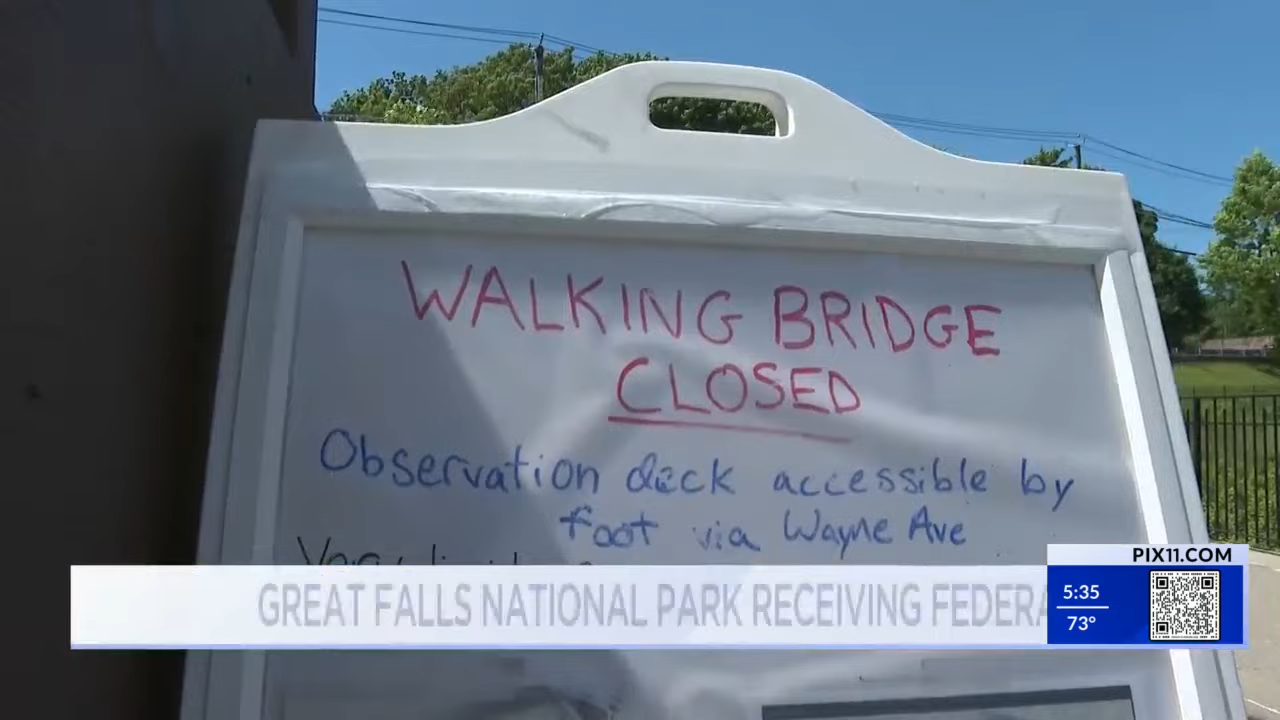 WALKING BRIDGE
CLOSED
Observation deck accessible by
foot via Wayne Ave
PIX11.COM
GREAT FALLS NATIONAL PARK RECEIVING
5:35
73°